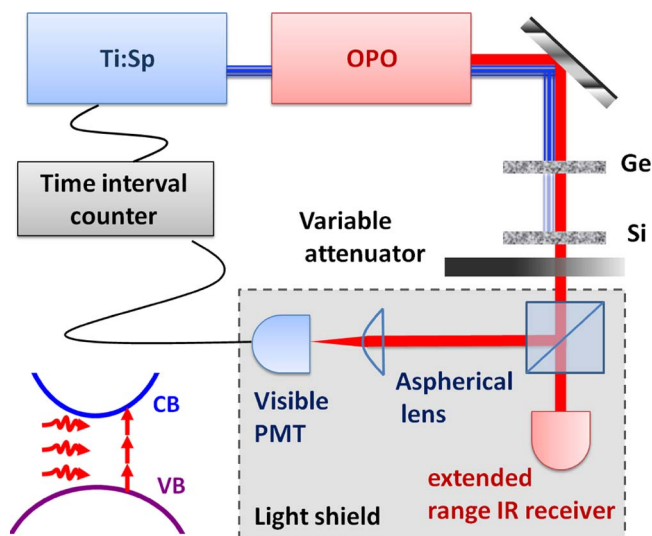 Ti:Sp
OPO
Time interval
counter
Ge
Si
Variable
attenuator
Visible
PMT
Aspherical
lens
CB
VB
extended
range IR receiver
Light shield